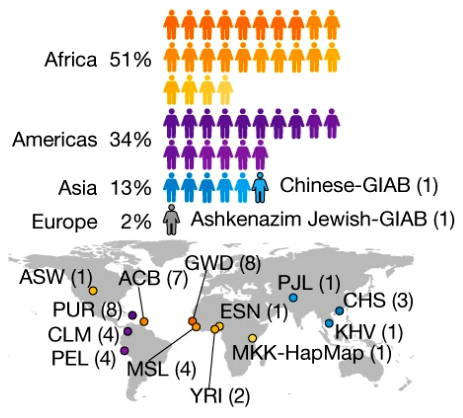 Africa 51%
Americas 34%
Asia 13%
Chinese-GIAB (1)
Europe 2%
Ashkenazim Jewish-GIAB (1)
GWD (8)
ASW (1)
ACB (7)
PJL (1)
PUR (8)
ESN (1)
CHS (3)
CLM (4)
KHV (1)
PEL (4)
MSL (4)
MKK-HapMap (1)
YRI (2)